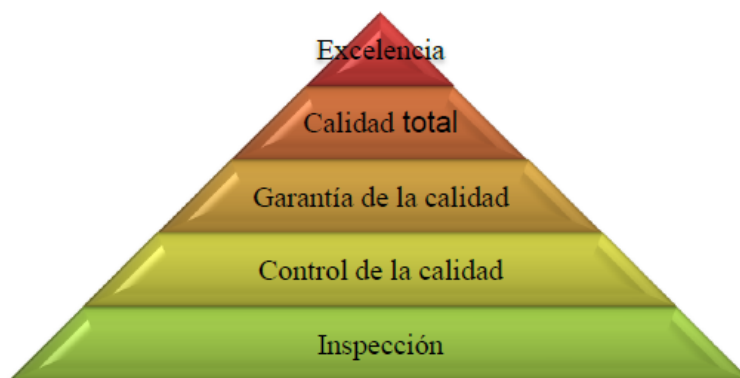 Excelencia
Calidad total
Garantía de la calidad
Control de la calidad
Inspección